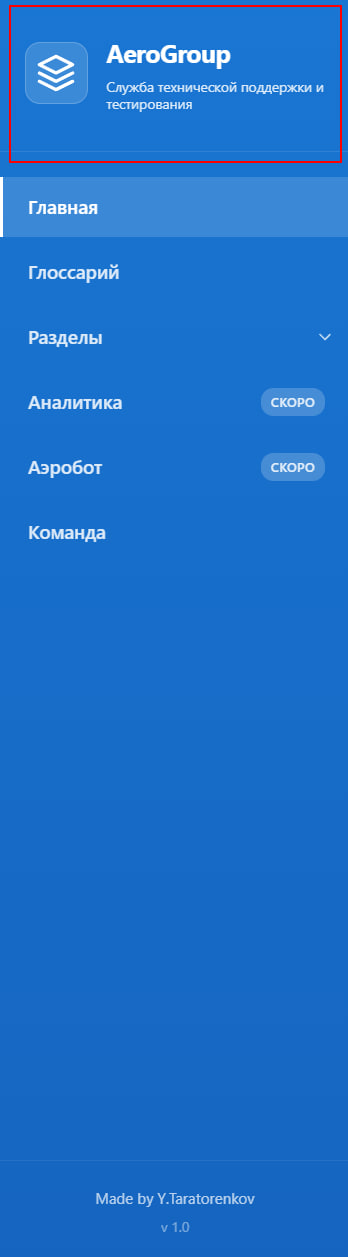 AeroGroup
Служба технической поддержки и
тестирования
Главная
Глоссарий
Разделы
Аналитика СКОРО
Аэробот СКОРО
Команда
Made by Y.Taratorenkov
v 1.0